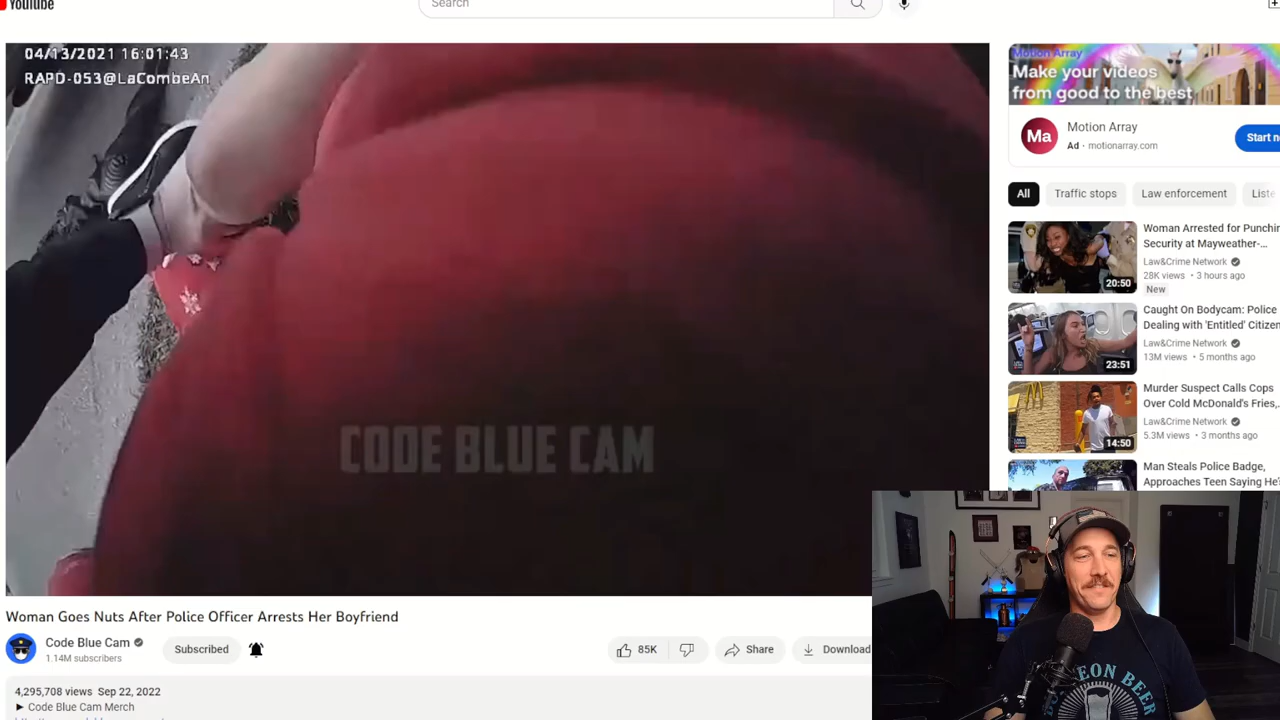 YouTube
Search
04/13/2021 16:01:43
RAPD-053@LaCombeAn
CODE BLUE CAM
Woman Goes Nuts After Police Officer Arrests Her Boyfriend
Code Blue Cam
1.14M subscribers
Subscribed
85K
Share
Download
4,295,708 views Sep 22, 2022
► Code Blue Cam Merch
Motion Array
Make your videos
from good to the best
Ma
Motion Array
Ad · motionarray.com
Start
All
Traffic stops
Law enforcement
Woman Arrested for Punchin
Security at Mayweather-...
Law&Crime Network
28K views • 3 hours ago
New
20:50
Caught On Bodycam: Police
Dealing with 'Entitled' Citizen
Law&Crime Network
13M views • 5 months ago
23:51
Murder Suspect Calls Cops
Over Cold McDonald's Fries,...
Law&Crime Network
5.3M views • 3 months ago
14:50
Man Steals Police Badge,
Approaches Teen Saying He'
BEER